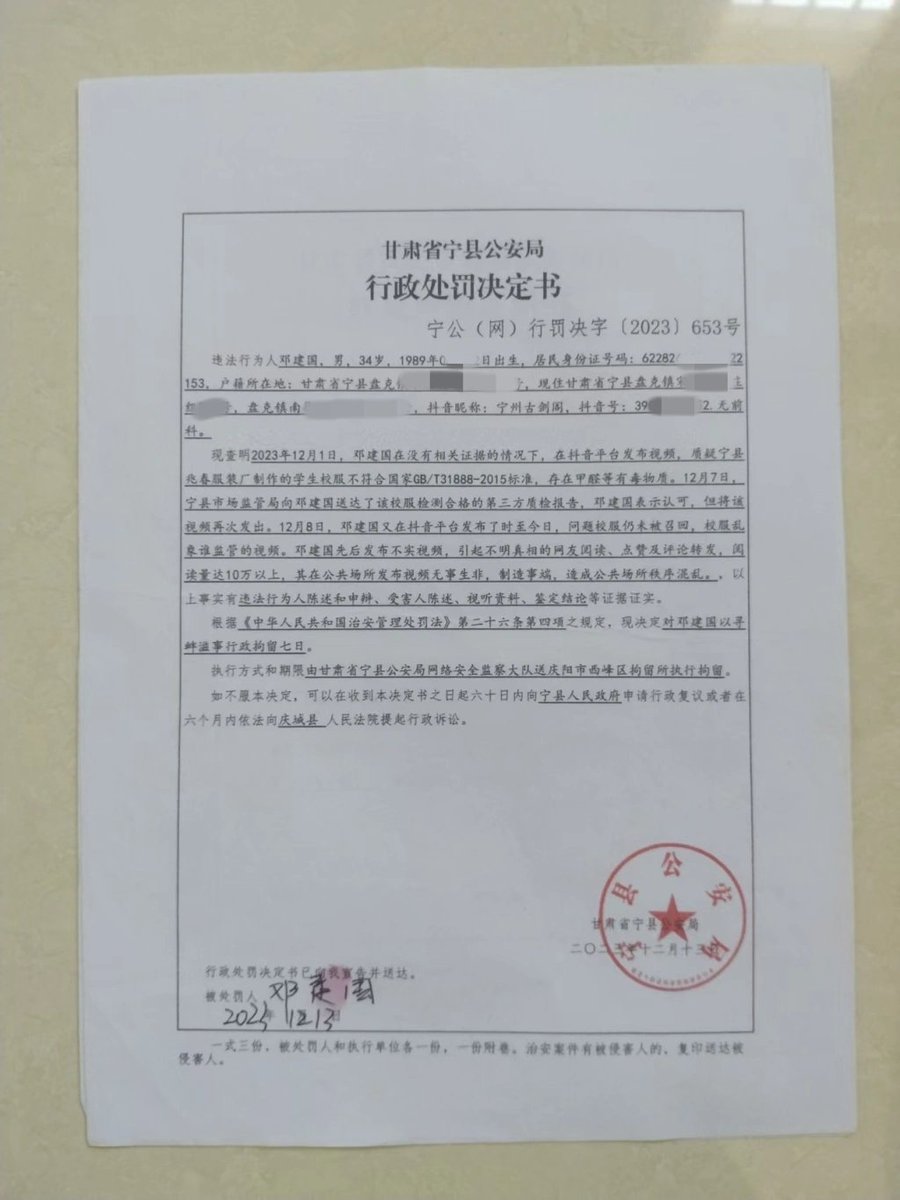 甘肃省宁县公安局
行政处罚决定书
宁公（网）行罚决字〔2023〕653号
违法行为人邓建国，男，34岁，1989年0 日出生，居民身份证号码：62282 22
153，户籍所在地：甘肃省宁县盘克镇 ，现住甘肃省宁县盘克镇
，盘克镇南 ，抖音昵称：宁州古剑阁，抖音号：39 2.无前
科。
现查明2023年12月1日，邓建国在没有相关证据的情况下，在抖音平台发布视频，质疑宁县
兆春服装厂制作的学生校服不符合国家GB/T31888-2015标准，存在甲醛等有毒物质。12月7日，
宁县市场监管局向邓建国送达了该校服检测合格的第三方质检报告，邓建国表示认可，但将该
视频再次发出。12月8日，邓建国又在抖音平台发布了时至今日，问题校服仍未被召回，校服乱
象谁监管的视频。邓建国先后发布不实视频，引起不明真相的网友阅读、点赞及评论转发，阅
读量达10万以上，其在公共场所发布视频无事生非，制造事端，造成公共场所秩序混乱。，以
上事实有违法行为人陈述和申辩、受害人陈述、视听资料、鉴定结论等证据证实。
根据《中华人民共和国治安管理处罚法》第二十六条第四项之规定，现决定对邓建国以寻
衅滋事行政拘留七日。
执行方式和期限由甘肃省宁县公安局网络安全监察大队送庆阳市西峰区拘留所执行拘留。
如不服本决定，可以在收到本决定书之日起六十日内向宁县人民政府申请行政复议或者在
六个月内依法向庆城县 人民法院提起行政诉讼。
宁县公安局
甘肃省宁县公安局
二〇二三年十二月十三日
行政处罚决定书已向我宣告并送达。
被处罚人 邓建国
2023年12月13日
一式三份，被处罚人和执行单位各一份，一份附卷。治安案件有被侵害人的，复印送达被
侵害人。